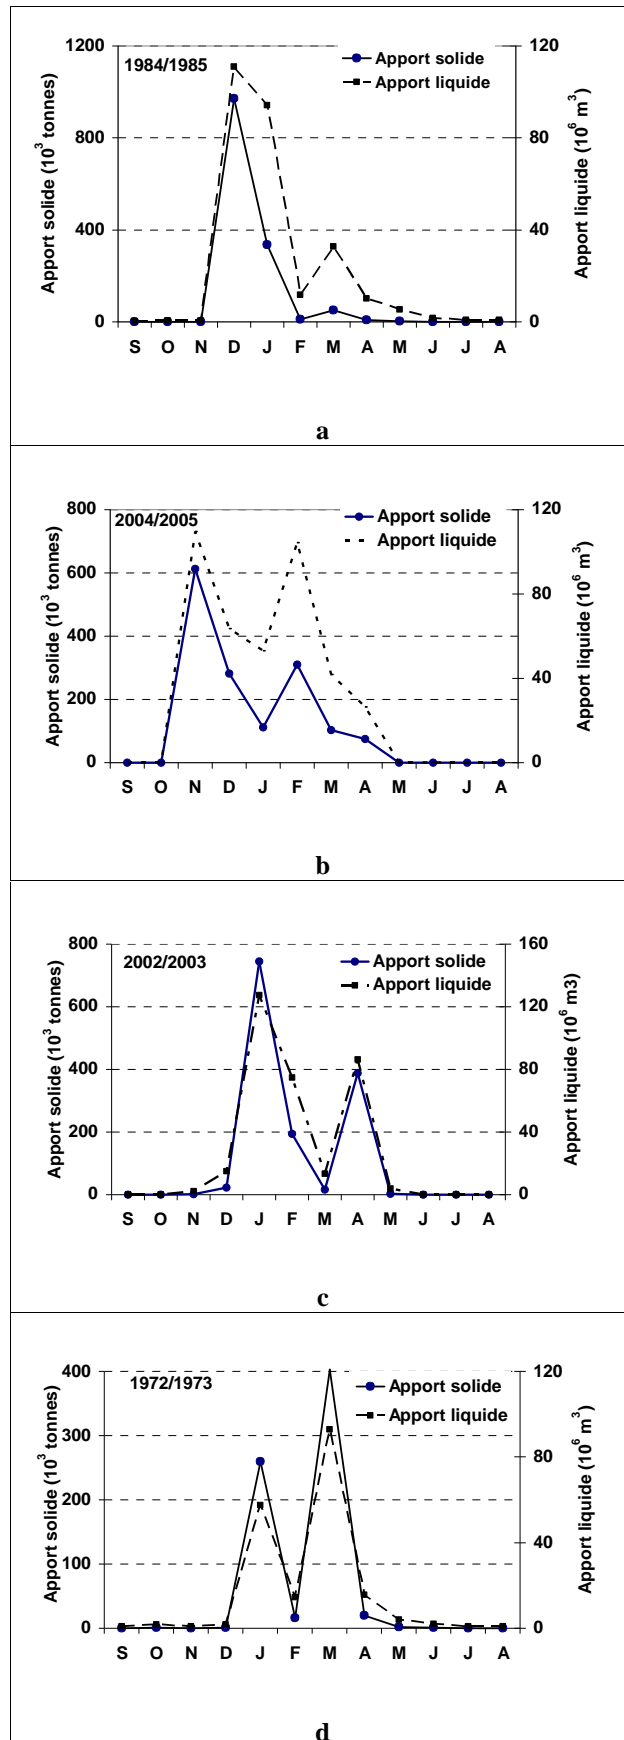 1984/1985
Apport solide
Apport liquide
Apport solide (10³ tonnes)
1200
800
400
0
Apport liquide (10⁶ m³)
120
80
40
0
S O N D J F M A M J J A
a
2004/2005
Apport solide
Apport liquide
Apport solide (10³ tonnes)
800
600
400
200
0
Apport liquide (10⁶ m³)
120
80
40
0
S O N D J F M A M J J A
b
2002/2003
Apport solide
Apport liquide
Apport solide (10³ tonnes)
800
600
400
200
0
Apport liquide (10⁶ m3)
160
120
80
40
0
S O N D J F M A M J J A
c
1972/1973
Apport solide
Apport liquide
Apport solide (10³ tonnes)
400
300
200
100
0
Apport liquide (10⁶ m³)
120
80
40
0
S O N D J F M A M J J A
d